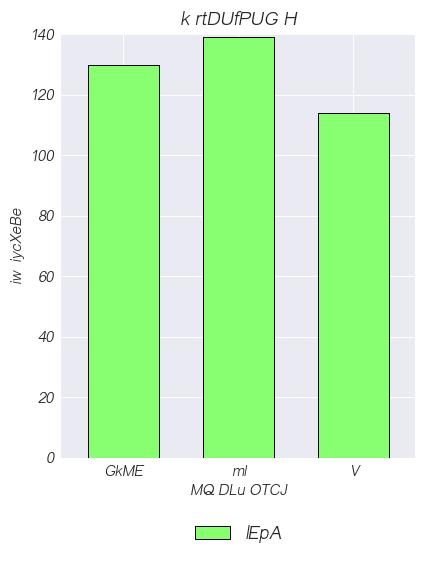 k rtDUfPUG H
140
120
100
80
60
40
20
0
iw iycXeBe
GkME
ml
V
MQ DLu OTCJ
lEpA